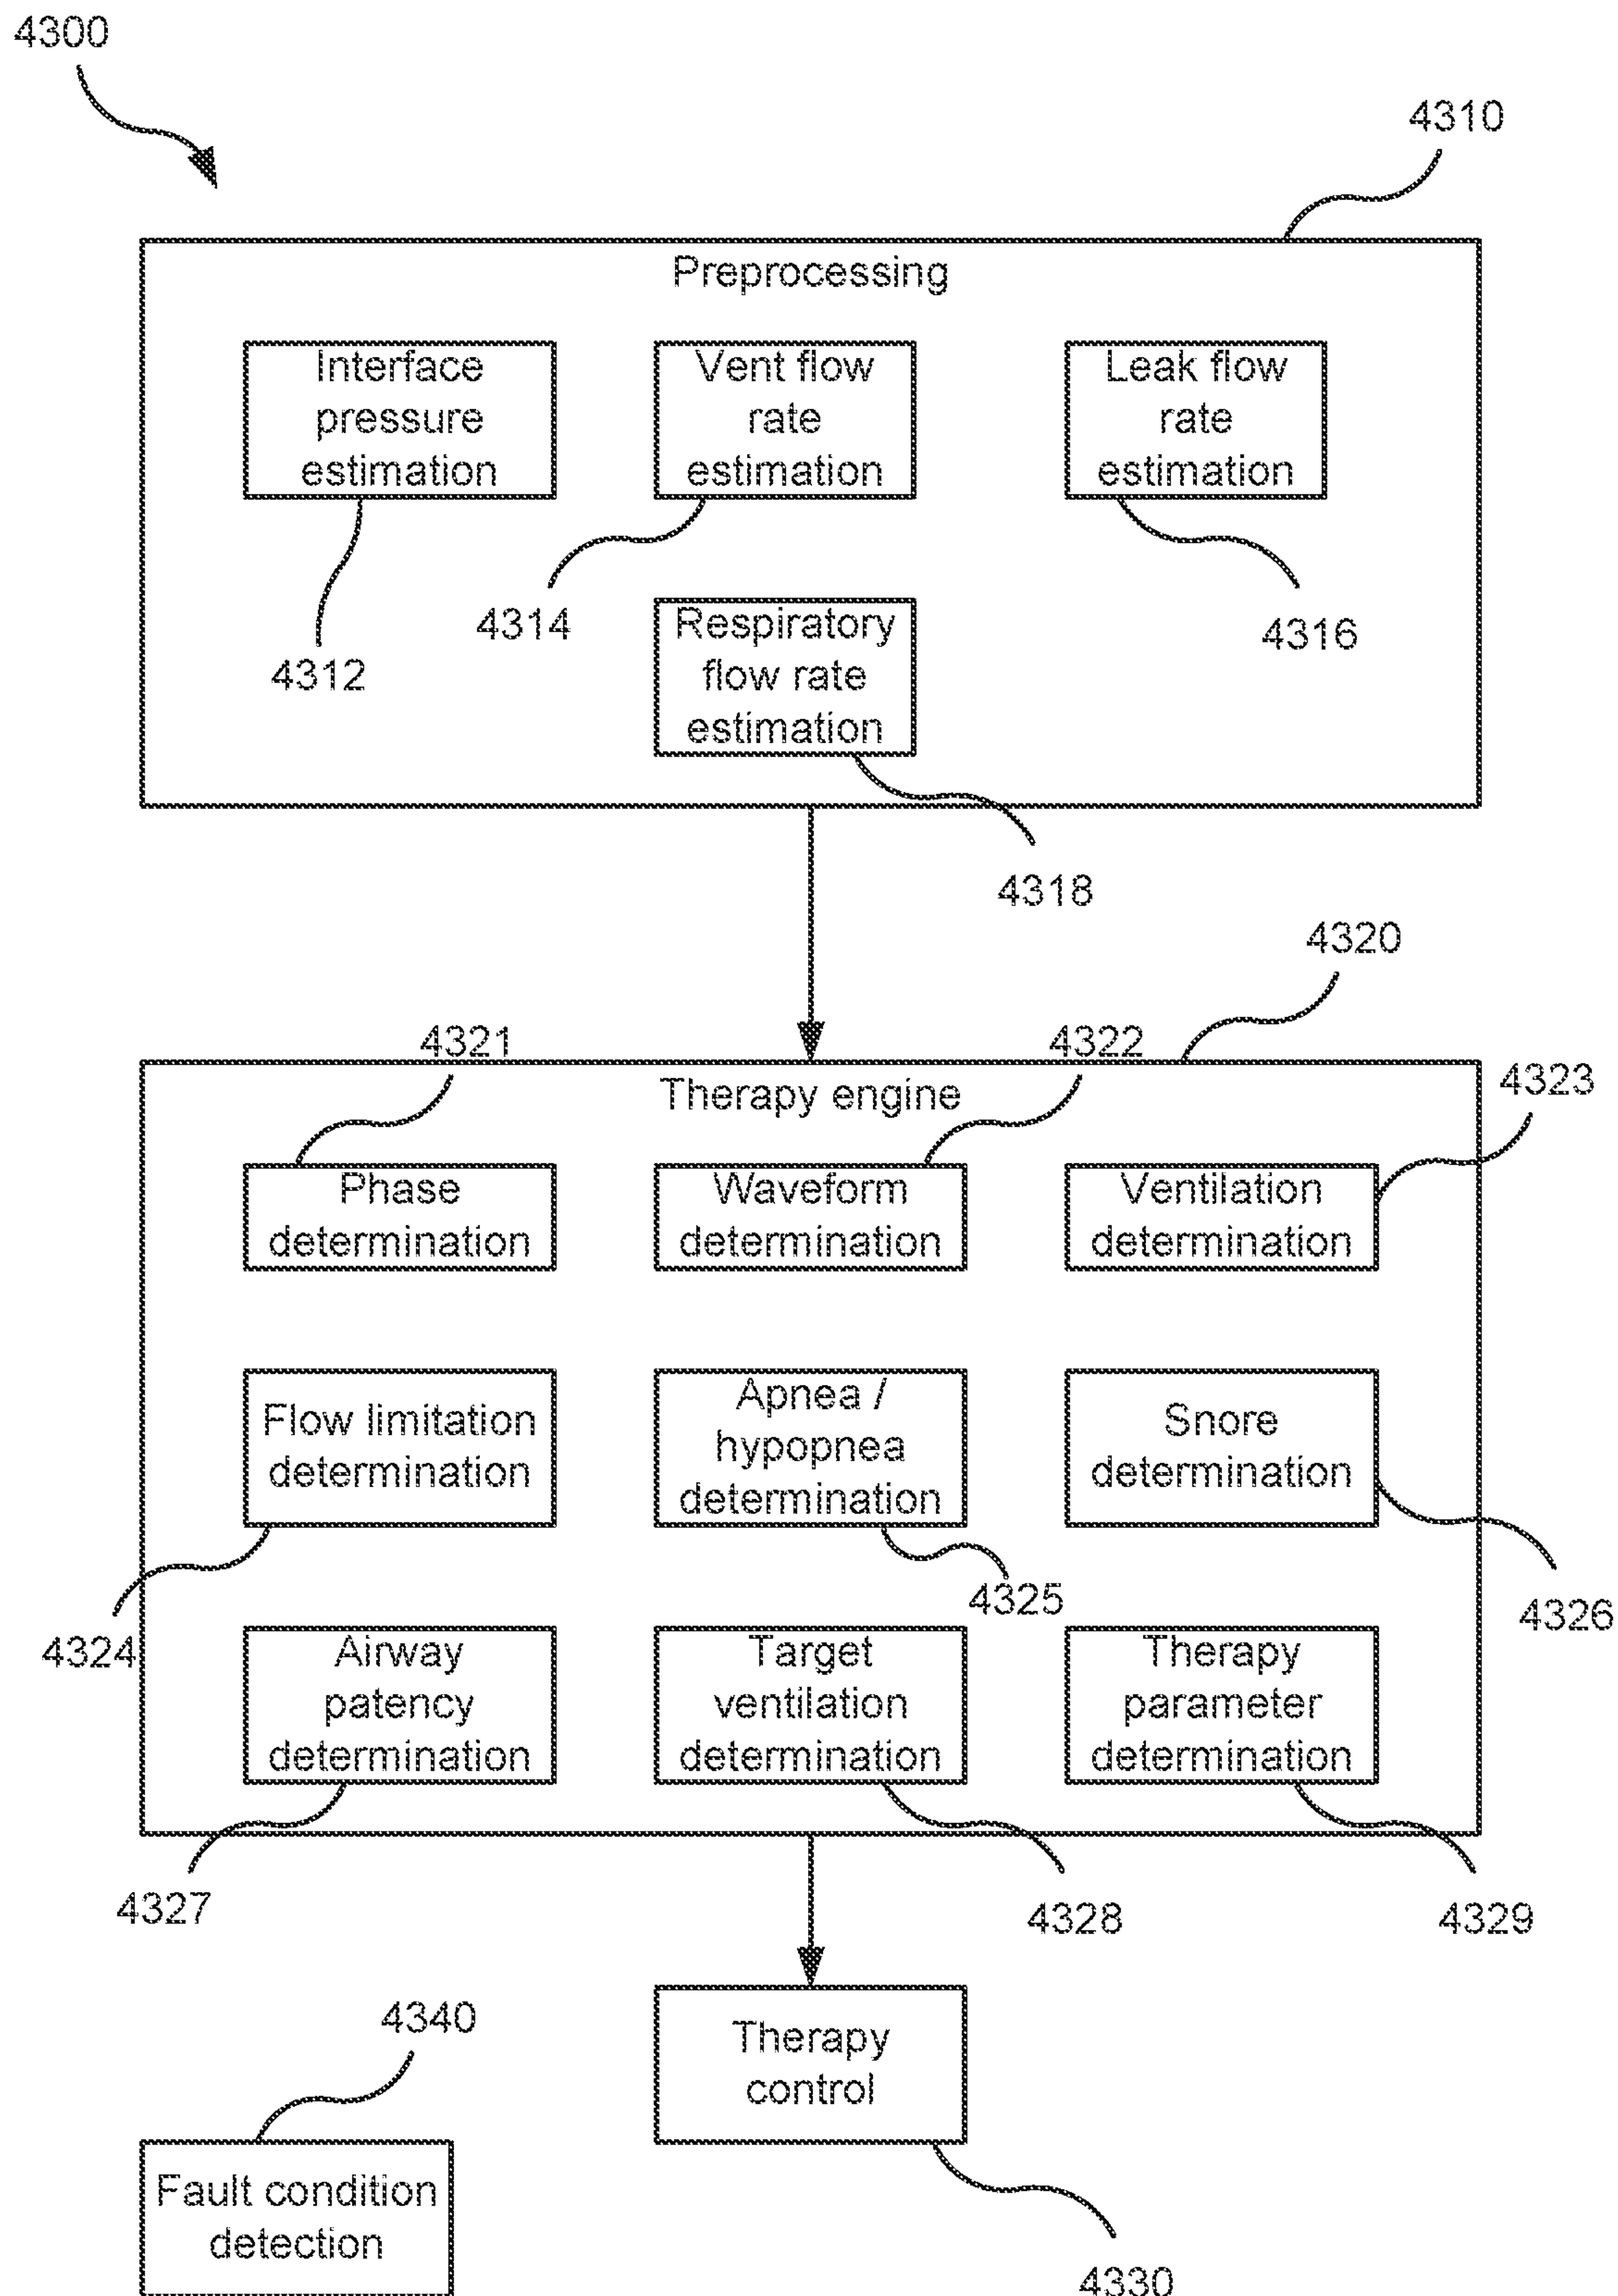 4300
4310
Preprocessing
Interface
pressure
estimation
Vent flow
rate
estimation
Leak flow
rate
estimation
4312
4314
4316
Respiratory
flow rate
estimation
4318
4320
4321
4322
4323
Therapy engine
Phase
determination
Waveform
determination
Ventilation
determination
Flow limitation
determination
Apnea /
hypopnea
determination
Snore
determination
4324
4325
4326
Airway
patency
determination
Target
ventilation
determination
Therapy
parameter
determination
4327
4328
4329
4340
Therapy
control
Fault condition
detection
4330